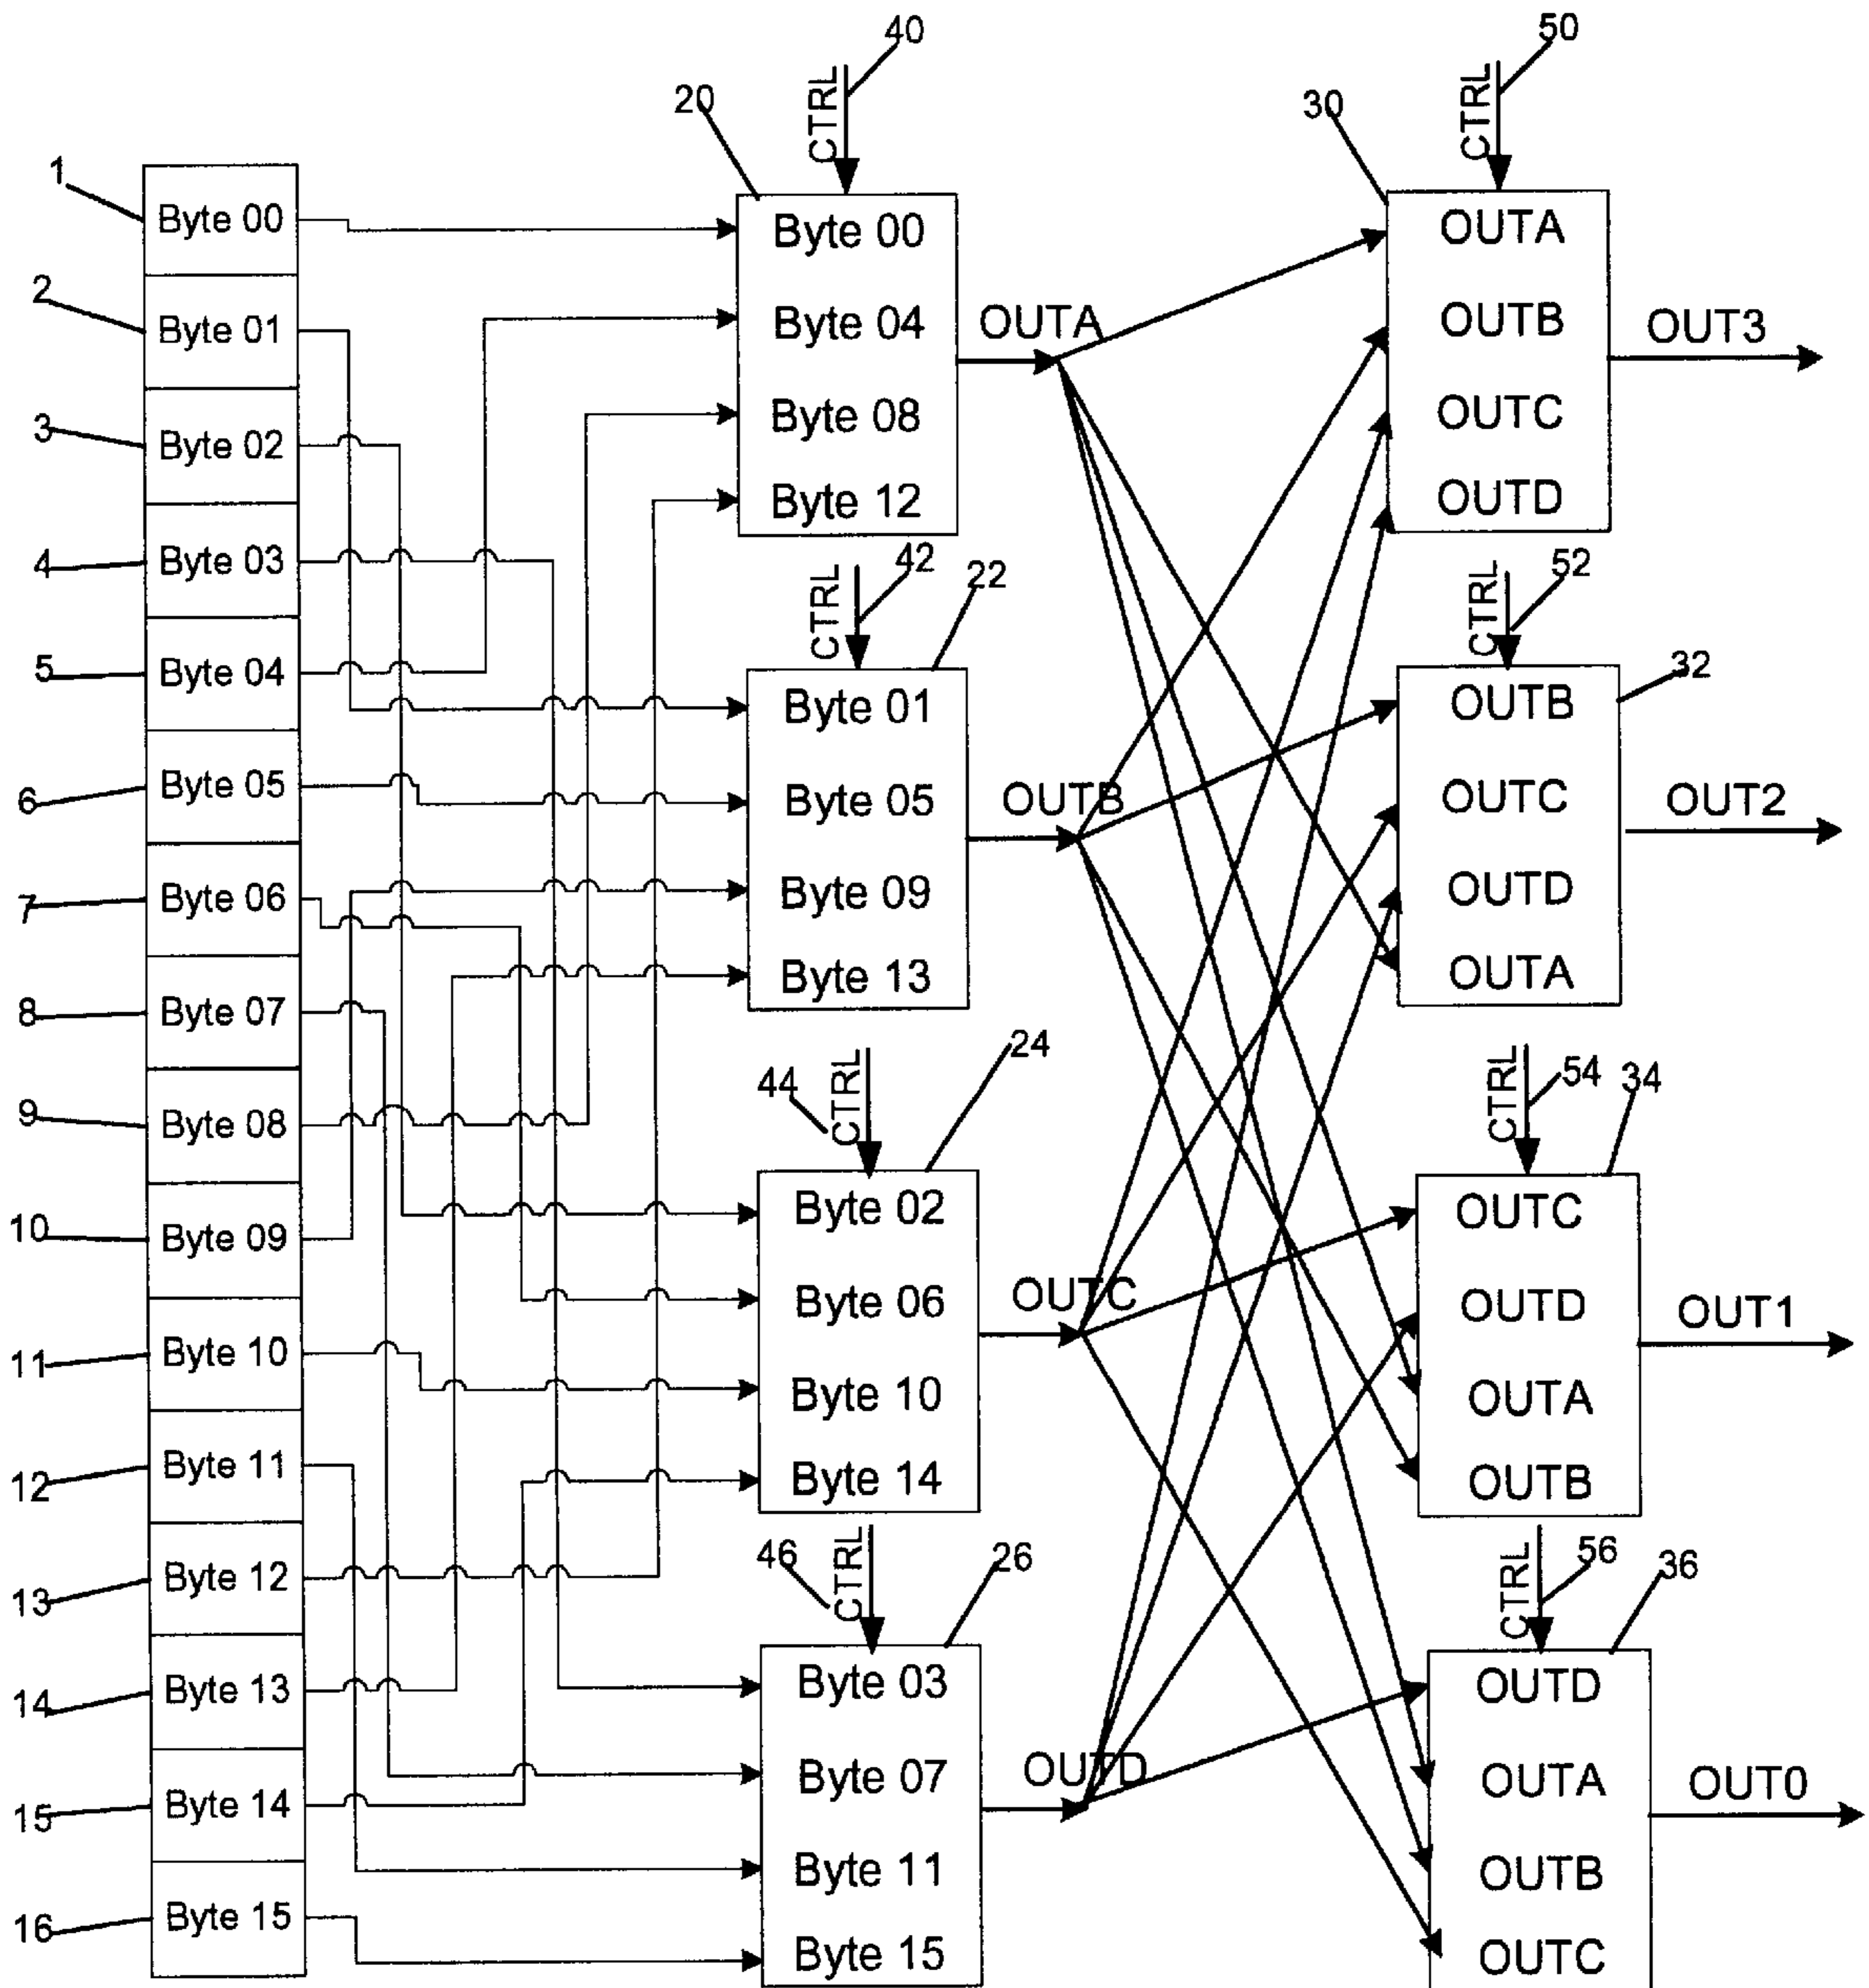 40
50
20
CTRL
30
CTRL
1
Byte 00
Byte 00
OUTA
2
Byte 01
Byte 04
OUTA
OUTB
OUT3
3
Byte 02
Byte 08
OUTC
Byte 12
OUTD
4
Byte 03
42
22
CTRL
52
CTRL
5
Byte 04
32
Byte 01
OUTB
6
Byte 05
Byte 05
OUTB
OUTC
OUT2
7
Byte 06
Byte 09
OUTD
Byte 13
OUTA
8
Byte 07
24
44
CTRL
54
34
CTRL
9
Byte 08
10
Byte 09
Byte 02
OUTC
Byte 06
OUTC
OUTD
OUT1
11
Byte 10
Byte 10
OUTA
12
Byte 11
Byte 14
OUTB
46
CTRL
26
56
CTRL
36
13
Byte 12
14
Byte 13
Byte 03
OUTD
15
Byte 14
Byte 07
OUTD
OUTA
OUT0
Byte 11
OUTB
16
Byte 15
Byte 15
OUTC